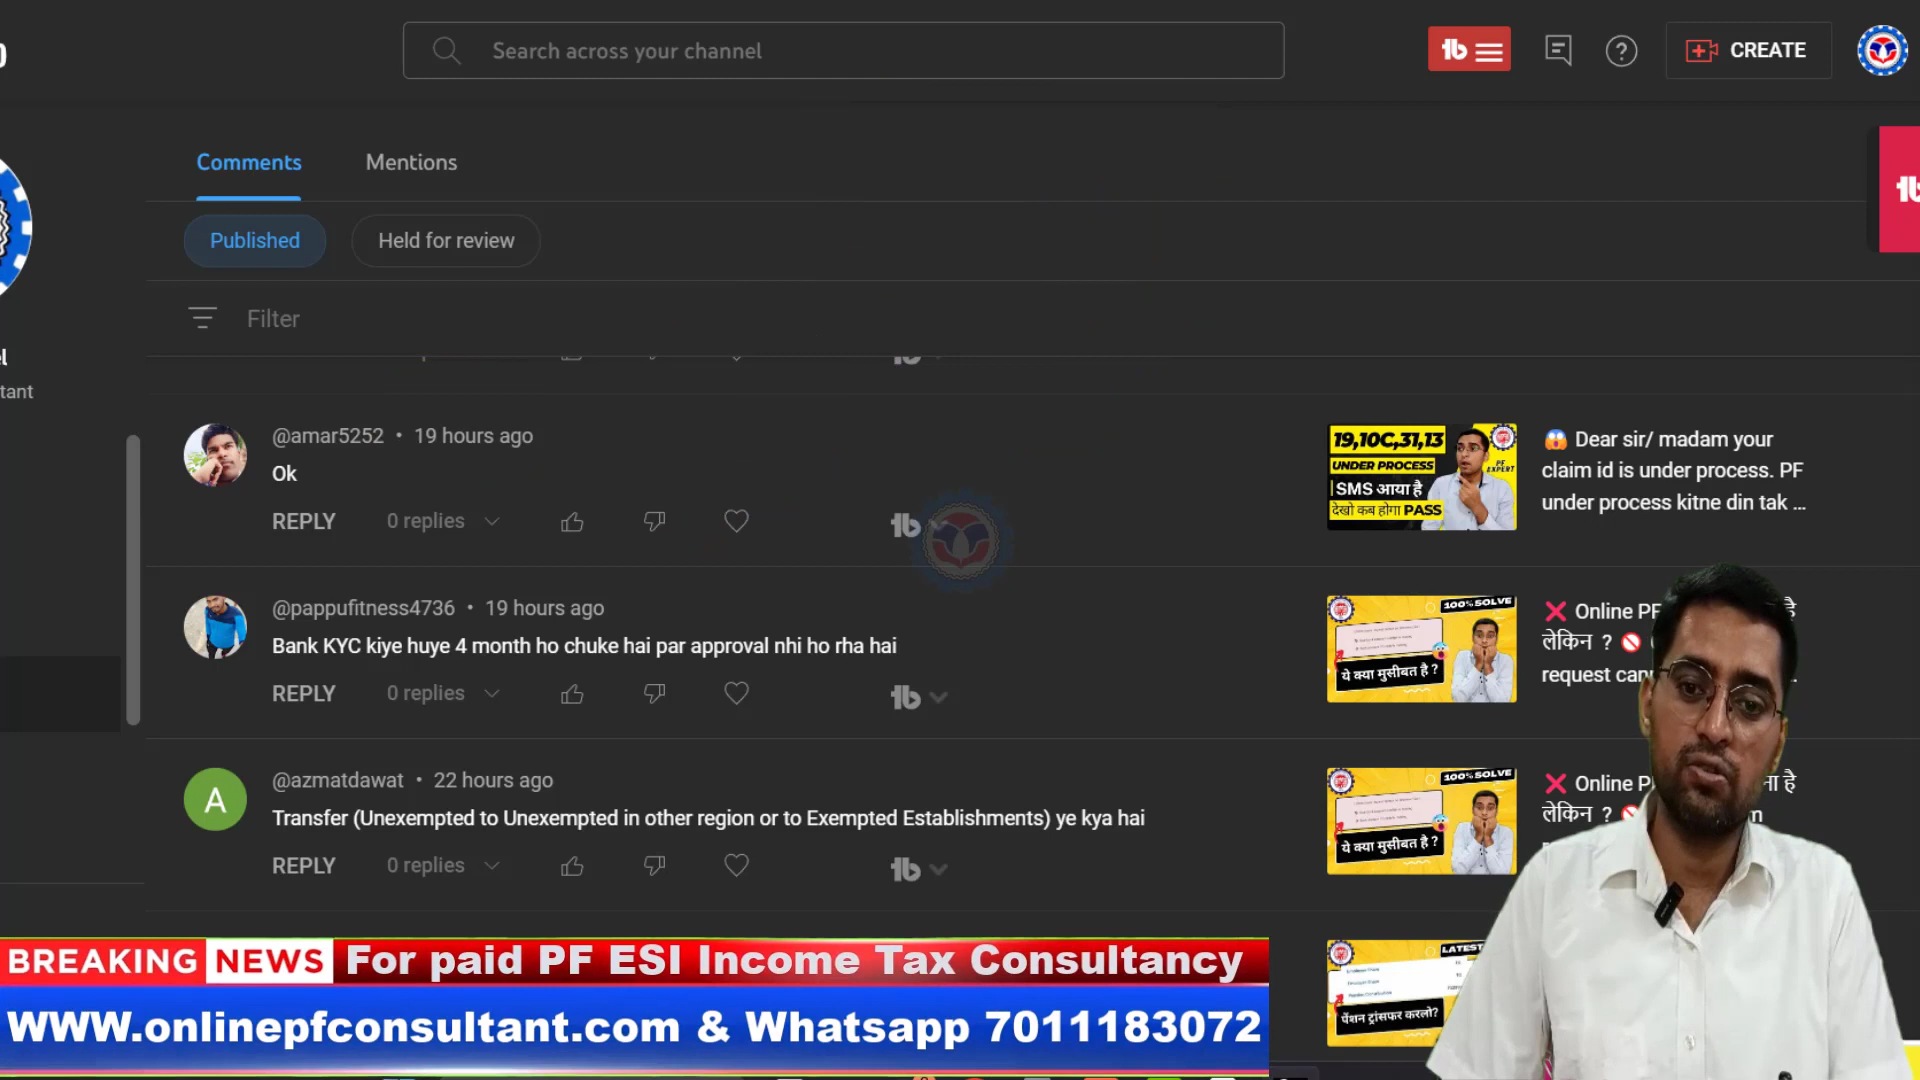 Search across your channel
CREATE
Comments
Mentions
Published
Held for review
Filter
tant
@amar5252 • 19 hours ago
Ok
REPLY
0 replies
19,10C,31,13
UNDER PROCESS
PF EXPERT
SMS आया है
देखो कब होगा PASS
😱 Dear sir/ madam your
claim id is under process. PF
under process kitne din tak ...
@pappufitness4736 • 19 hours ago
Bank KYC kiye huye 4 month ho chuke hai par approval nhi ho rha hai
REPLY
0 replies
100% SOLVE
ये क्या मुसीबत है ?
❌ Online
लेकिन ? 🚫
request
@azmatdawat • 22 hours ago
Transfer (Unexempted to Unexempted in other region or to Exempted Establishments) ye kya hai
REPLY
0 replies
100% SOLVE
ये क्या मुसीबत है ?
❌ Online
लेकिन ?
पेंशन ट्रांसफर करलो?
BREAKING NEWS For paid PF ESI Income Tax Consultancy
WWW.onlinepfconsultant.com & Whatsapp 7011183072